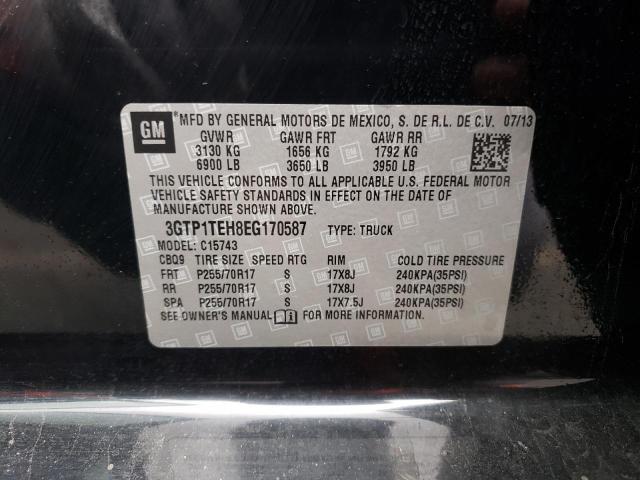 GM
*MFD BY GENERAL MOTORS DE MEXICO, S. DE R.L. DE C.V. 07/13
GVWR GAWR FRT GAWR RR
3130 KG 1656 KG 1792 KG
6900 LB 3650 LB 3950 LB
THIS VEHICLE CONFORMS TO ALL APPLICABLE U.S. FEDERAL MOTOR
VEHICLE SAFETY STANDARDS IN EFFECT ON THE DATE OF
MANUFACTURE SHOWN ABOVE.
3GTP1TEH8EG170587 TYPE: TRUCK
MODEL: C15743
CBQ9 TIRE SIZE SPEED RTG RIM COLD TIRE PRESSURE
FRT P255/70R17 S 17X8J 240KPA(35PSI)
RR P255/70R17 S 17X8J 240KPA(35PSI)
SPA P255/70R17 S 17X7.5J 240KPA(35PSI)
SEE OWNER'S MANUAL FOR MORE INFORMATION.